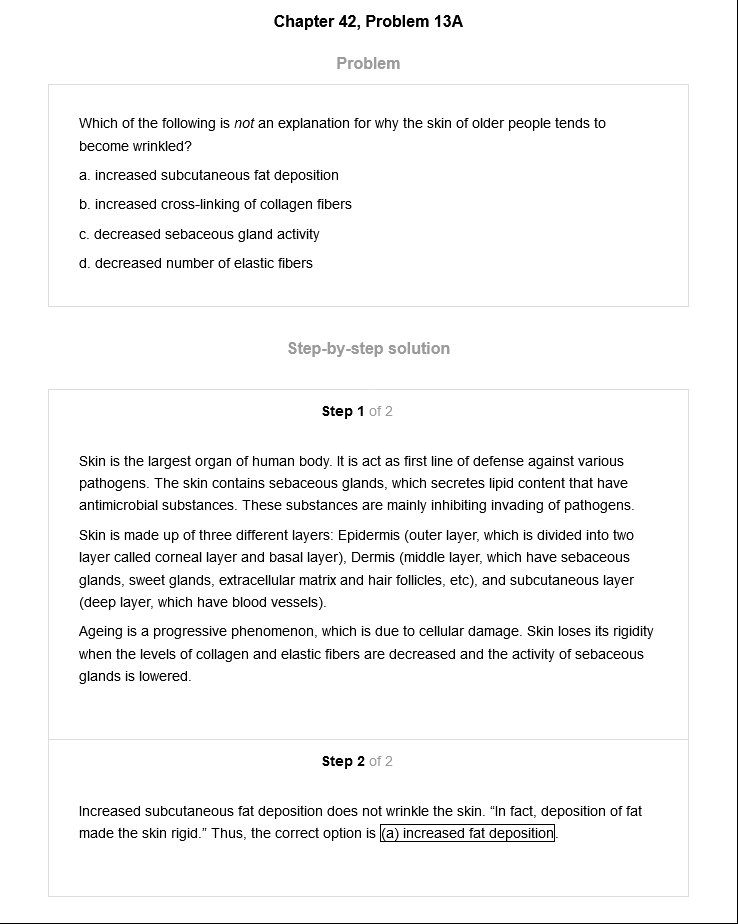 Chapter 42, Problem 13A
Problem
Which of the following is not an explanation for why the skin of older people tends to
become wrinkled?
a. increased subcutaneous fat deposition
b. increased cross-linking of collagen fibers
c. decreased sebaceous gland activity
d. decreased number of elastic fibers
Step-by-step solution
Step 1 of 2
Skin is the largest organ of human body. It is act as first line of defense against various
pathogens. The skin contains sebaceous glands, which secretes lipid content that have
antimicrobial substances. These substances are mainly inhibiting invading of pathogens.
Skin is made up of three different layers: Epidermis (outer layer, which is divided into two
layer called corneal layer and basal layer), Dermis (middle layer, which have sebaceous
glands, sweet glands, extracellular matrix and hair follicles, etc), and subcutaneous layer
(deep layer, which have blood vessels).
Ageing is a progressive phenomenon, which is due to cellular damage. Skin loses its rigidity
when the levels of collagen and elastic fibers are decreased and the activity of sebaceous
glands is lowered.
Step 2 of 2
Increased subcutaneous fat deposition does not wrinkle the skin. “In fact, deposition of fat
made the skin rigid.” Thus, the correct option is (a) increased fat deposition.